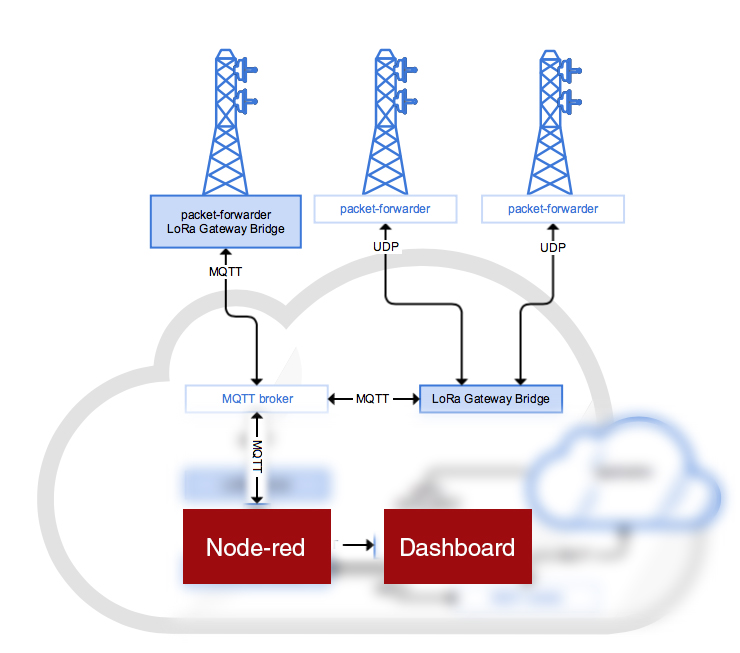 packet-forwarder
LoRa Gateway Bridge
packet-forwarder
packet-forwarder
MQTT
UDP
UDP
MQTT broker
MQTT
LoRa Gateway Bridge
MQTT
Node-red
Dashboard